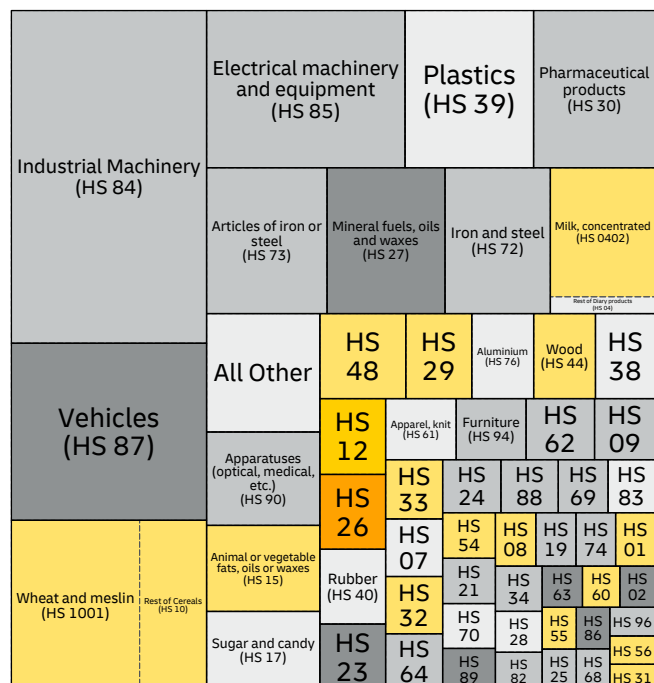 Industrial Machinery
(HS 84)
Electrical machinery
and equipment
(HS 85)
Plastics
(HS 39)
Pharmaceutical
products
(HS 30)
Articles of iron or
steel
(HS 73)
Mineral fuels, oils
and waxes
(HS 27)
Iron and steel
(HS 72)
Milk, concentrated
(HS 0402)
Rest of Diary products
(HS 04)
Vehicles
(HS 87)
Wheat and meslin
(HS 1001)
Rest of Cereals
(HS 10)
All Other
Apparatuses
(optical, medical,
etc.)
(HS 90)
Animal or vegetable
fats, oils or waxes
(HS 15)
Sugar and candy
(HS 17)
HS
48
HS
29
Aluminium
(HS 76)
Wood
(HS 44)
HS
38
HS
12
Apparel, knit
(HS 61)
Furniture
(HS 94)
HS
62
HS
09
HS
26
HS
33
HS
24
HS
88
HS
69
HS
83
Rubber
(HS 40)
HS
07
HS
54
HS
08
HS
19
HS
74
HS
01
HS
23
HS
32
HS
64
HS
21
HS
70
HS
89
HS
34
HS
28
HS
82
HS
63
HS
60
HS
02
HS
55
HS
86
HS 96
HS
25
HS
68
HS 56
HS 31